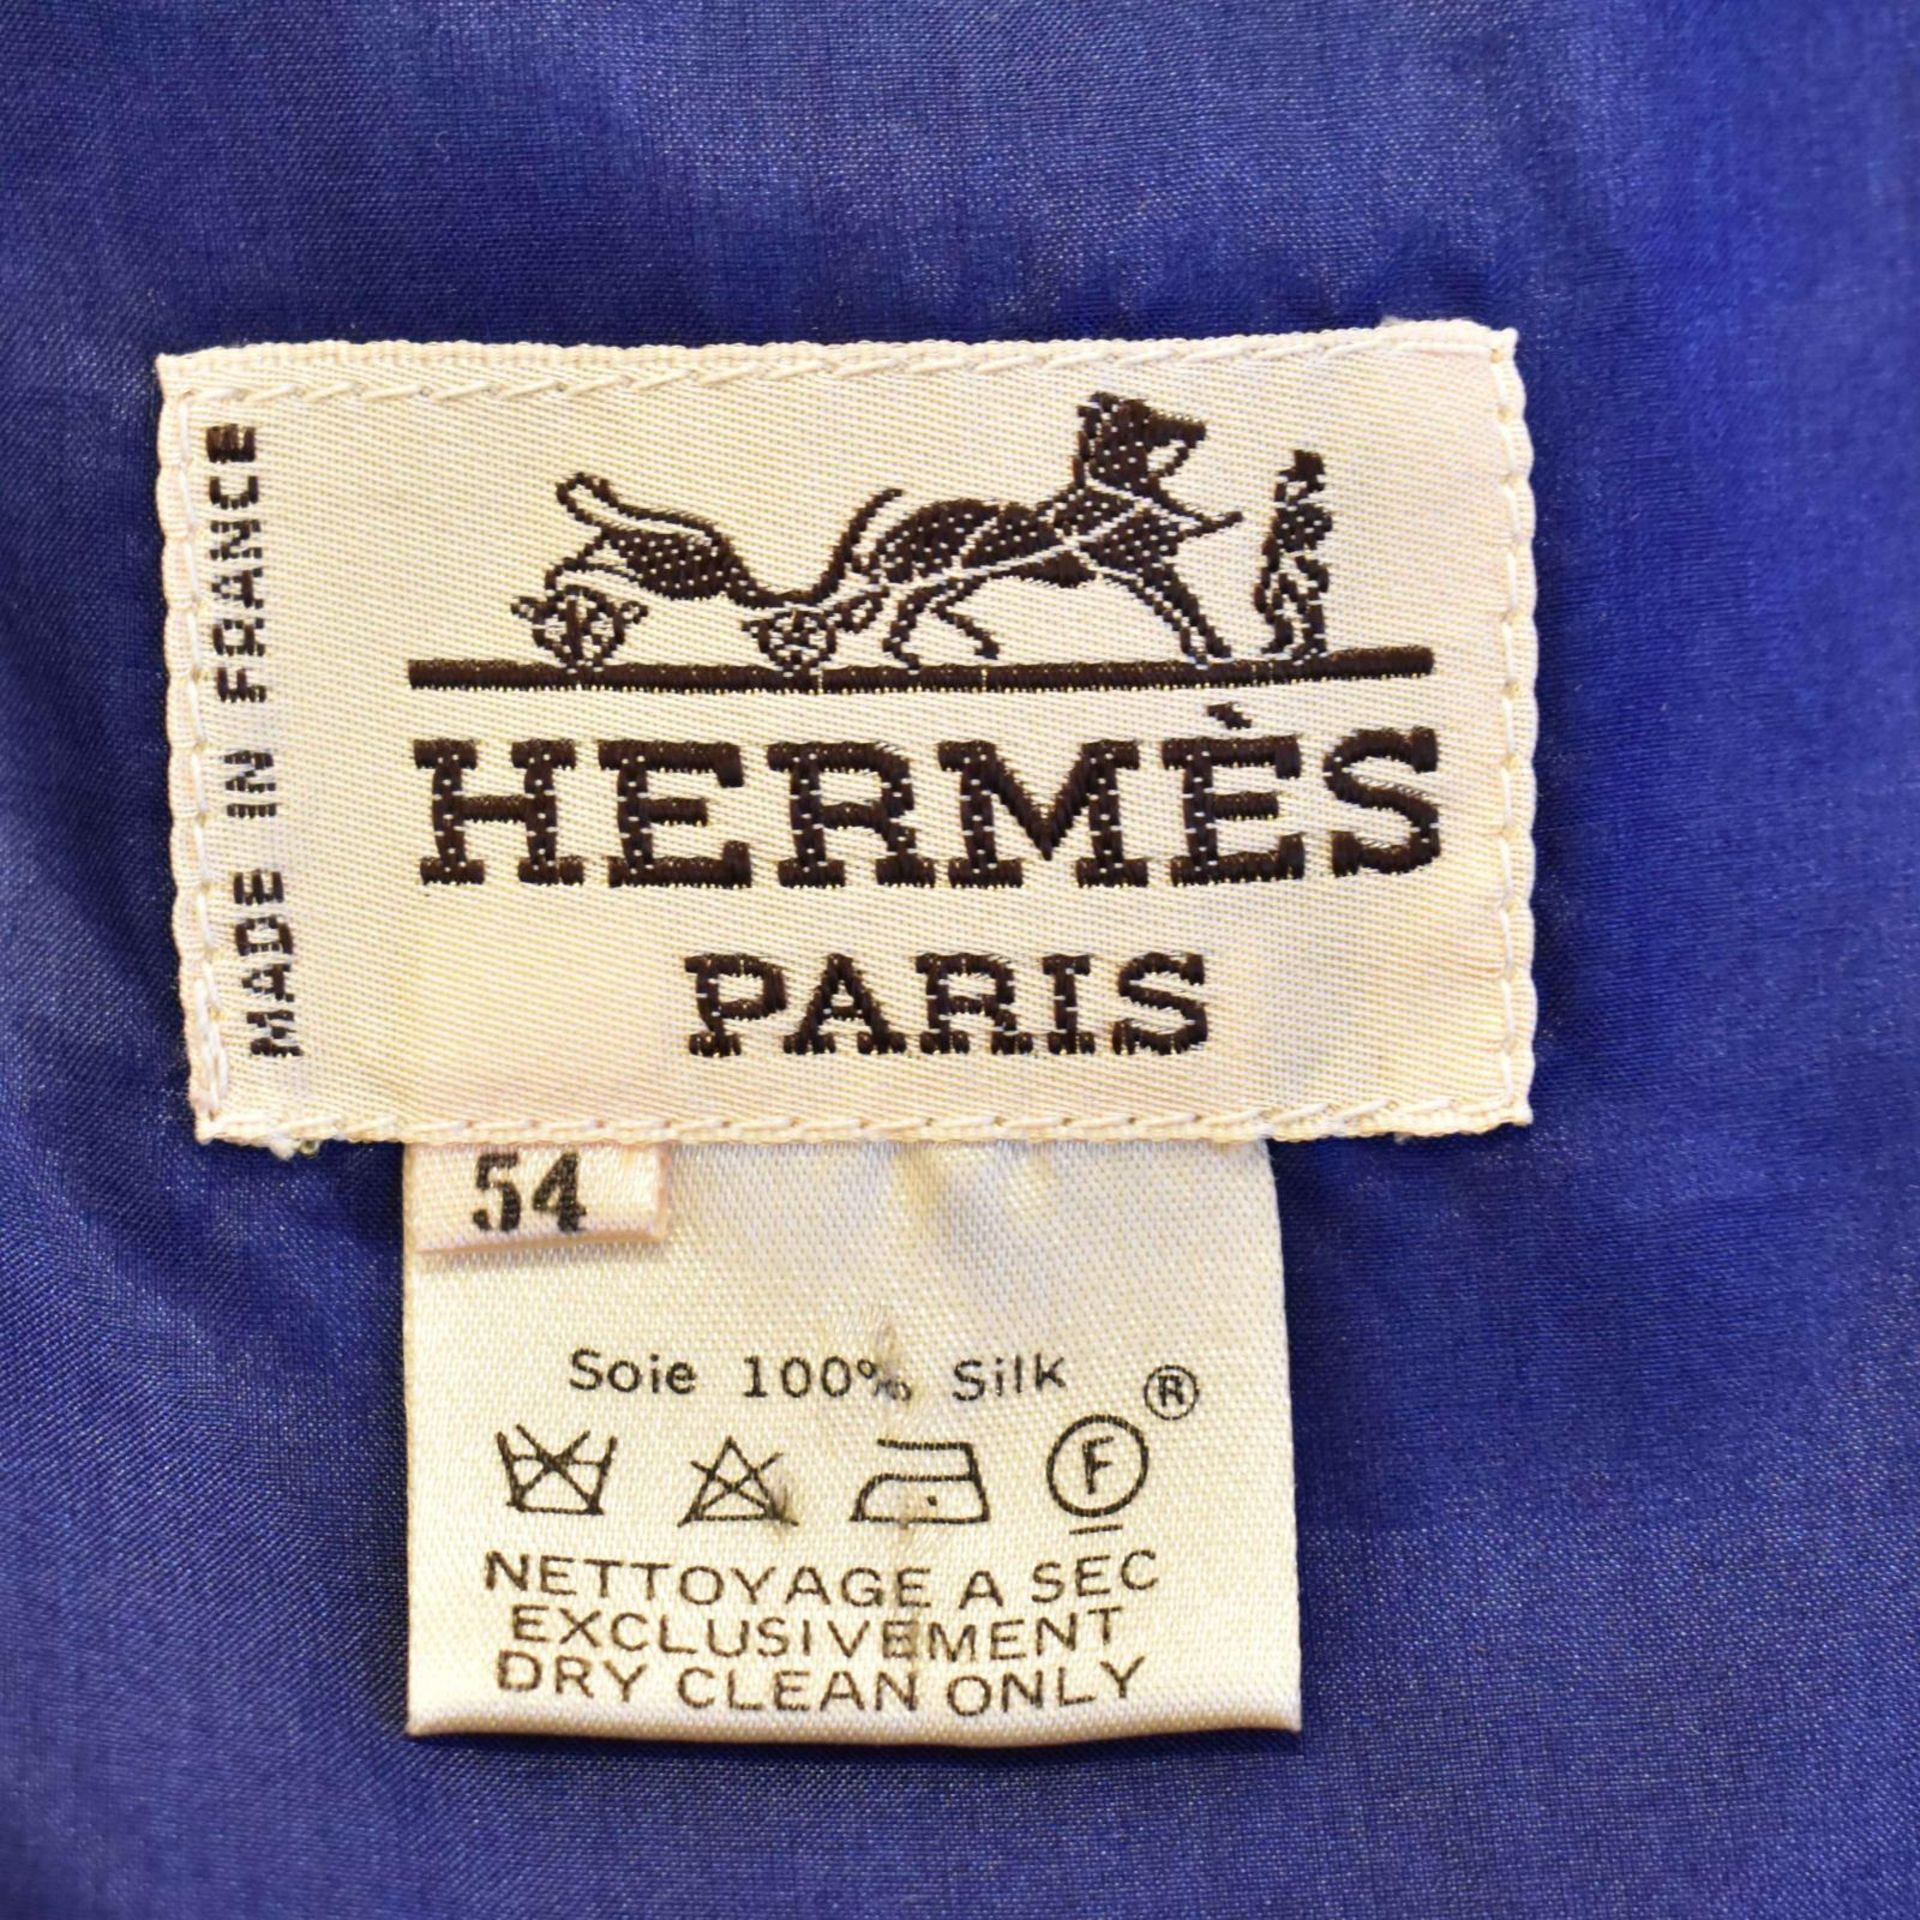 MADE IN FRANCE
HERMÈS
PARIS
54
Soie 100% Silk
®
F
NETTOYAGE A SEC
EXCLUSIVEMENT
DRY CLEAN ONLY